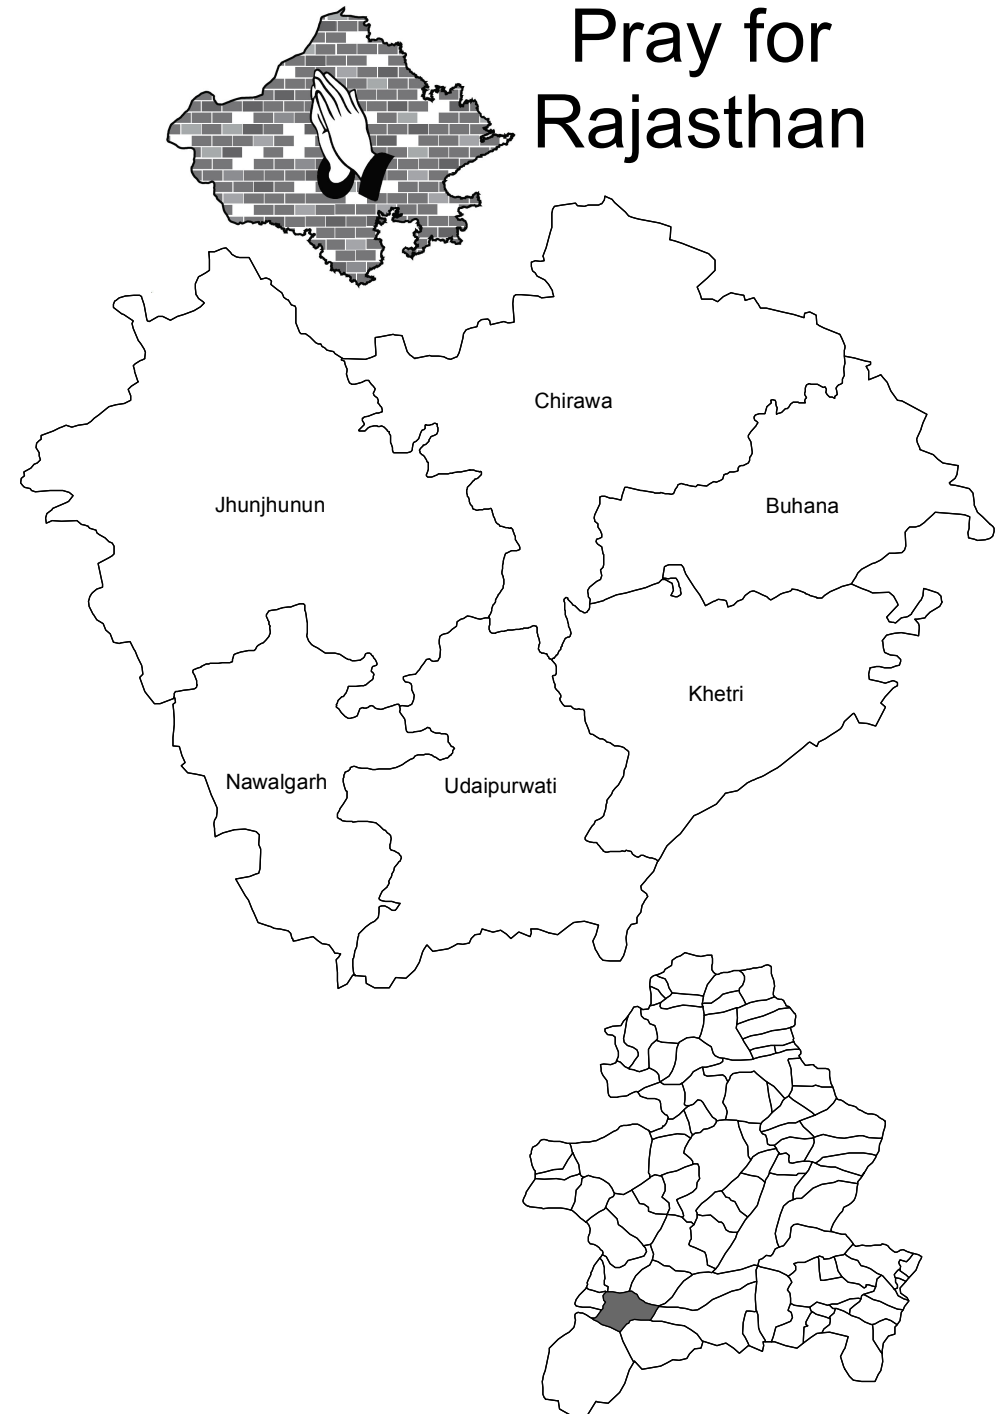 Pray for
Rajasthan
Chirawa
Jhunjhunun
Buhana
Khetri
Nawalgarh
Udaipurwati